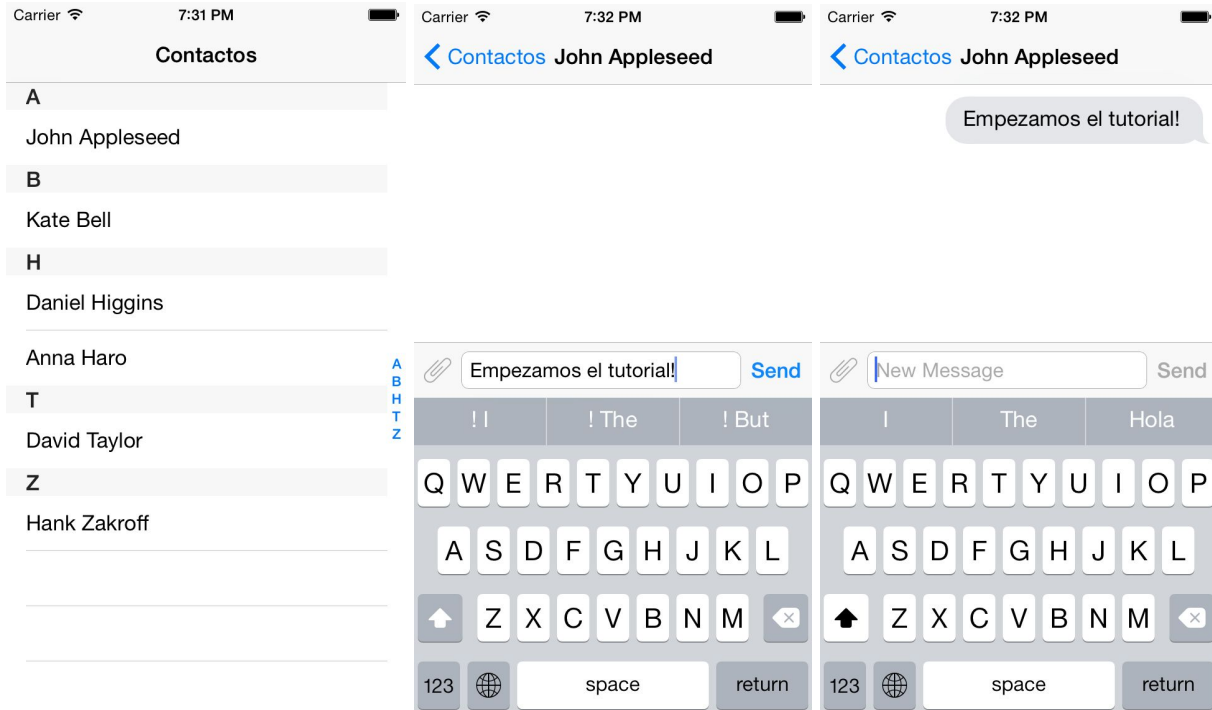 Carrier 7:31 PM
Contactos
A
John Appleseed
B
Kate Bell
H
Daniel Higgins
Anna Haro
T
David Taylor
Z
Hank Zakroff
A
B
H
T
Z
Carrier 7:32 PM
Contactos John Appleseed
Empezamos el tutorial! Send
! I ! The ! But
Q W E R T Y U I O P
A S D F G H J K L
Z X C V B N M
123 space return
Carrier 7:32 PM
Contactos John Appleseed
Empezamos el tutorial!
New Message Send
I The Hola
Q W E R T Y U I O P
A S D F G H J K L
Z X C V B N M
123 space return